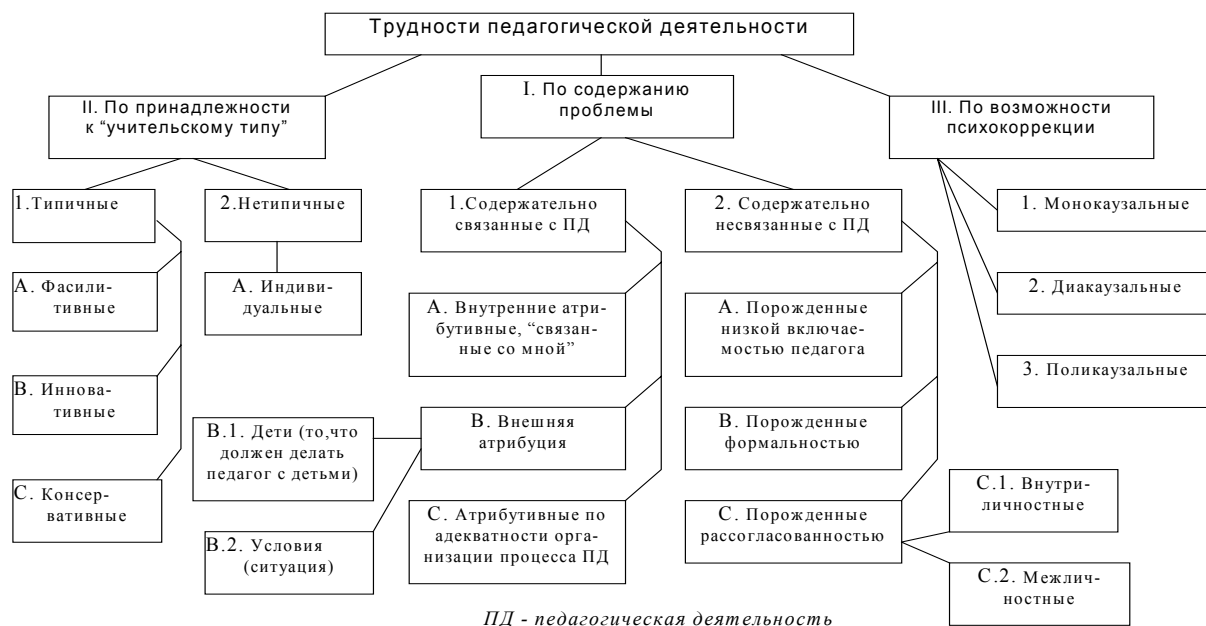 Трудности педагогической деятельности
II. По принадлежности
к “учительскому типу”
I. По содержанию
проблемы
III. По возможности
психокоррекции
1.Типичные
2.Нетипичные
1.Содержательно
связанные с ПД
2. Содержательно
несвязанные с ПД
1. Монокаузальные
А. Фасили-
тивные
А. Индиви-
дуальные
А. Внутренние атри-
бутивные, “связан-
ные со мной”
А. Порожденные
низкой включае-
мостью педагога
2. Диакаузальные
3. Поликаузальные
В. Иннова-
тивные
В.1. Дети (то,что
должен делать
педагог с детьми)
В. Внешняя
атрибуция
В. Порожденные
формальностью
С. Консер-
вативные
В.2. Условия
(ситуация)
С. Атрибутивные по
адекватности орга-
низации процесса ПД
С. Порожденные
рассогласованностью
С.1. Внутри-
личностные
С.2. Межлич-
ностные
ПД - педагогическая деятельность